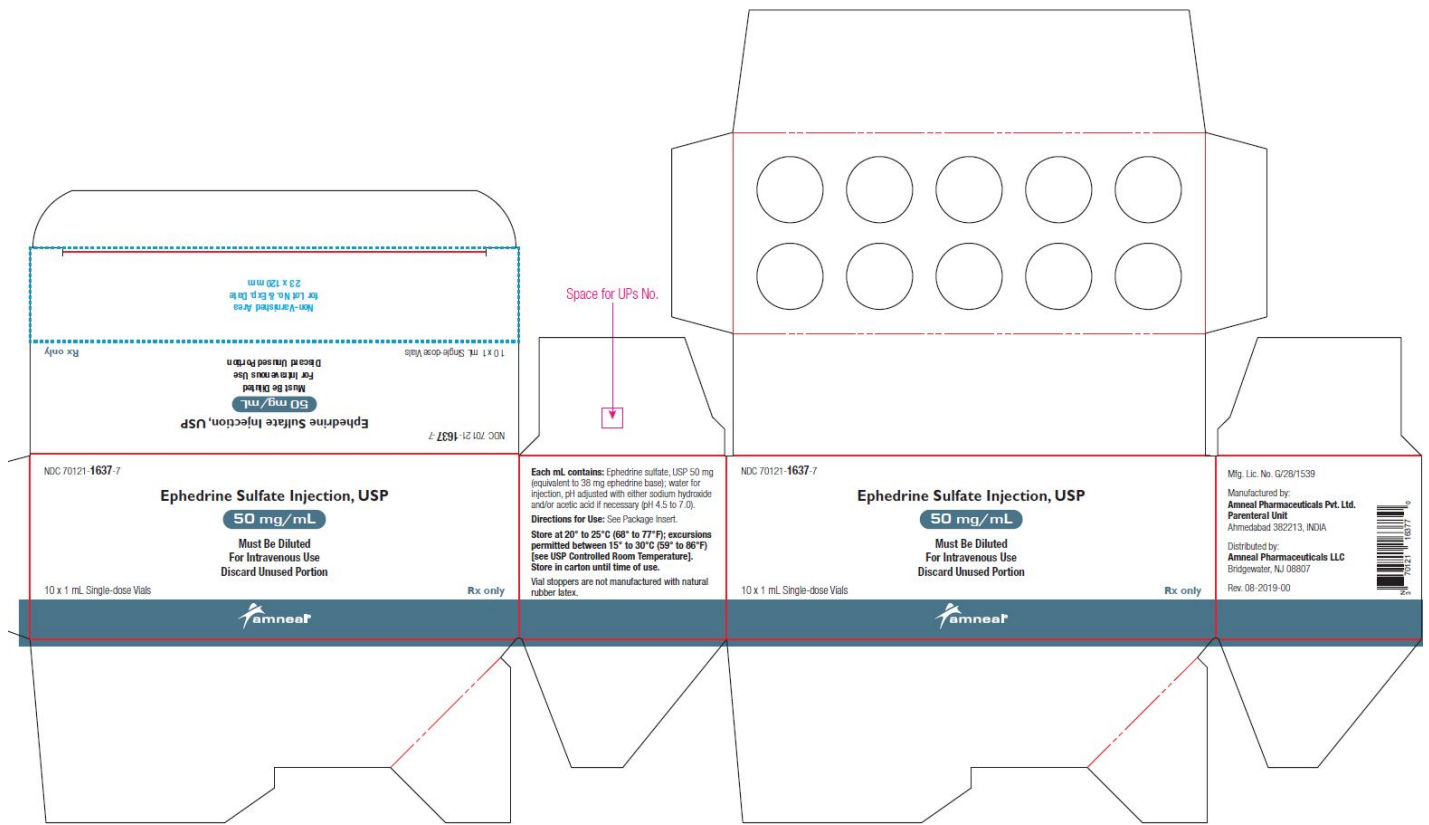 Non-Varnished Area
for Lot No. & Exp. Date
23 x 120 mm
NDC 70121-1637-7
Ephedrine Sulfate Injection, USP
50 mg/mL
Must Be Diluted
For Intravenous Use
Discard Unused Portion
10 x 1 mL Single-dose Vials
Rx only
Space for UPs No.
NDC 70121-1637-7
Ephedrine Sulfate Injection, USP
50 mg/mL
Must Be Diluted
For Intravenous Use
Discard Unused Portion
10 x 1 mL Single-dose Vials
Rx only
amneal
Each mL contains: Ephedrine sulfate, USP 50 mg
(equivalent to 38 mg ephedrine base); water for
injection, pH adjusted with either sodium hydroxide
and/or acetic acid if necessary (pH 4.5 to 7.0).
Directions for Use: See Package Insert.
Store at 20° to 25°C (68° to 77°F); excursions
permitted between 15° to 30°C (59° to 86°F)
[see USP Controlled Room Temperature].
Store in carton until time of use.
Vial stoppers are not manufactured with natural
rubber latex.
NDC 70121-1637-7
Ephedrine Sulfate Injection, USP
50 mg/mL
Must Be Diluted
For Intravenous Use
Discard Unused Portion
10 x 1 mL Single-dose Vials
Rx only
amneal
Mfg. Lic. No. G/28/1539
Manufactured by:
Amneal Pharmaceuticals Pvt. Ltd.
Parenteral Unit
Ahmedabad 382213, INDIA
Distributed by:
Amneal Pharmaceuticals LLC
Bridgewater, NJ 08807
Rev. 08-2019-00
N 3 70121 16377 0